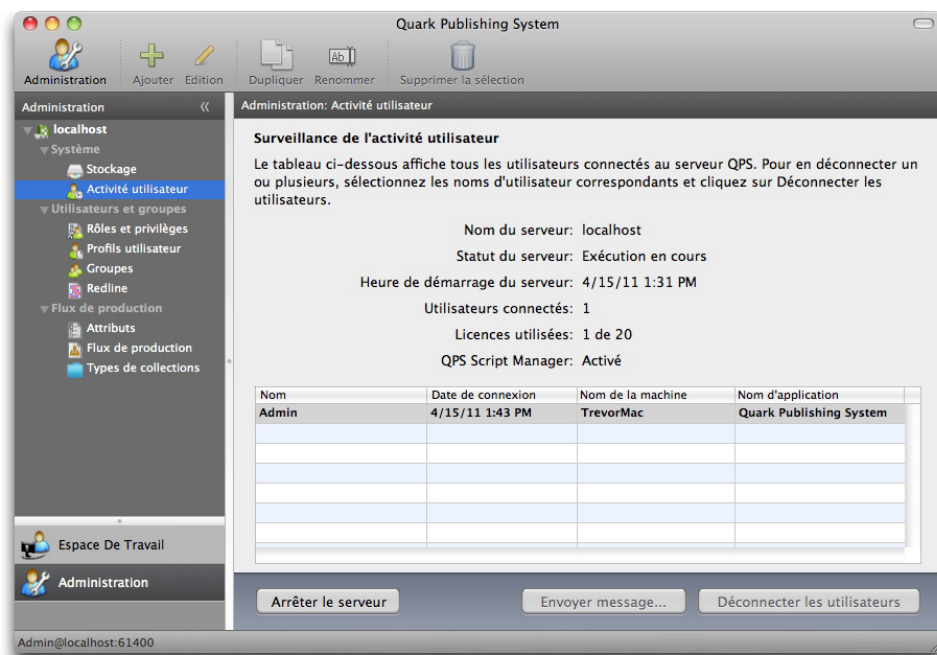 Quark Publishing System
Administration
Ajouter
Edition
Dupliquer
Ab
Renommer
Supprimer la sélection
Administration
localhost
Système
Stockage
Activité utilisateur
Utilisateurs et groupes
Rôles et privilèges
Profils utilisateur
Groupes
Redline
Flux de production
Attributs
Flux de production
Types de collections
Espace De Travail
Administration
Administration: Activité utilisateur
Surveillance de l'activité utilisateur
Le tableau ci-dessous affiche tous les utilisateurs connectés au serveur QPS. Pour en déconnecter un
ou plusieurs, sélectionnez les noms d'utilisateur correspondants et cliquez sur Déconnecter les
utilisateurs.
Nom du serveur: localhost
Statut du serveur: Exécution en cours
Heure de démarrage du serveur: 4/15/11 1:31 PM
Utilisateurs connectés: 1
Licences utilisées: 1 de 20
QPS Script Manager: Activé
Nom Date de connexion Nom de la machine Nom d'application
Admin 4/15/11 1:43 PM TrevorMac Quark Publishing System
Arrêter le serveur
Envoyer message...
Déconnecter les utilisateurs
Admin@localhost:61400